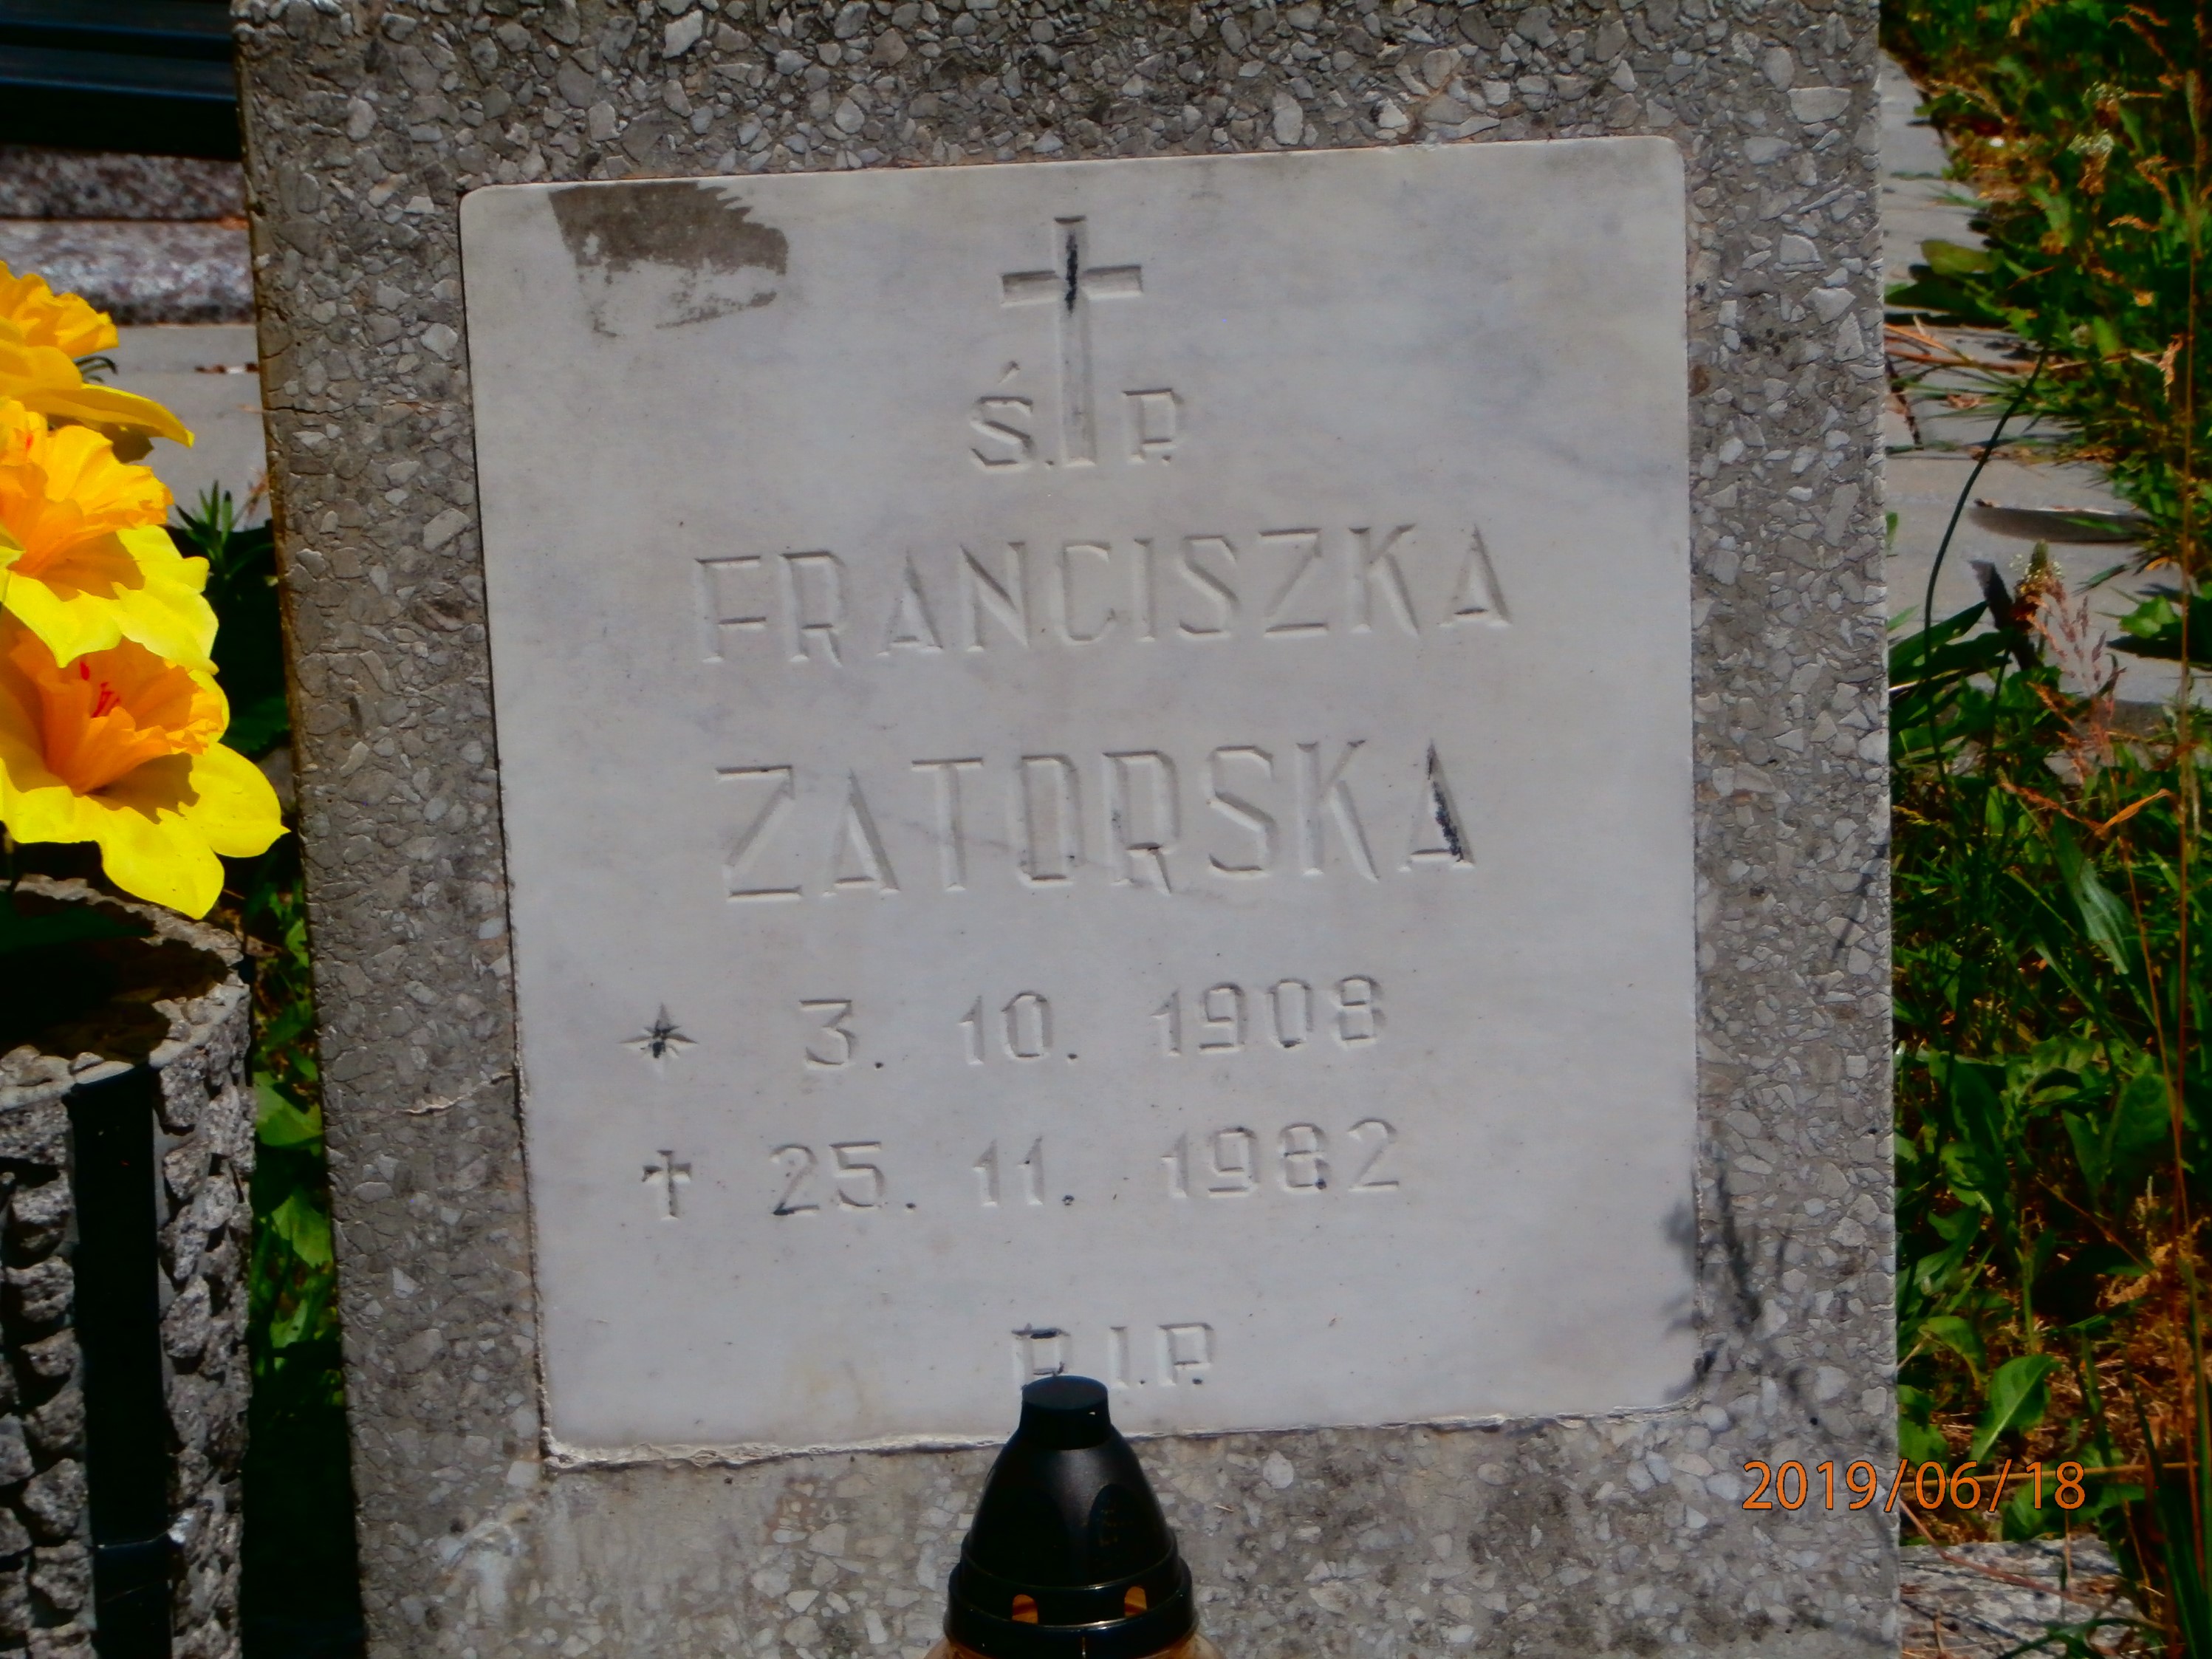 Ś. P.
FRANCISZKA
ZATORSKA
3. 10. 1908
25. 11. 1982
R.I.P.
2019/06/18